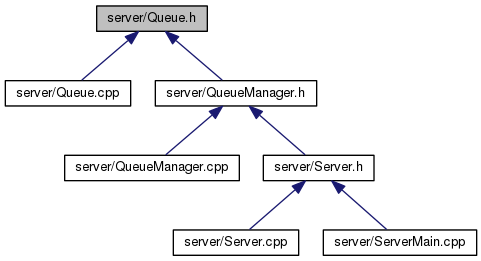 server/Queue.h
server/Queue.cpp
server/QueueManager.h
server/QueueManager.cpp
server/Server.h
server/Server.cpp
server/ServerMain.cpp